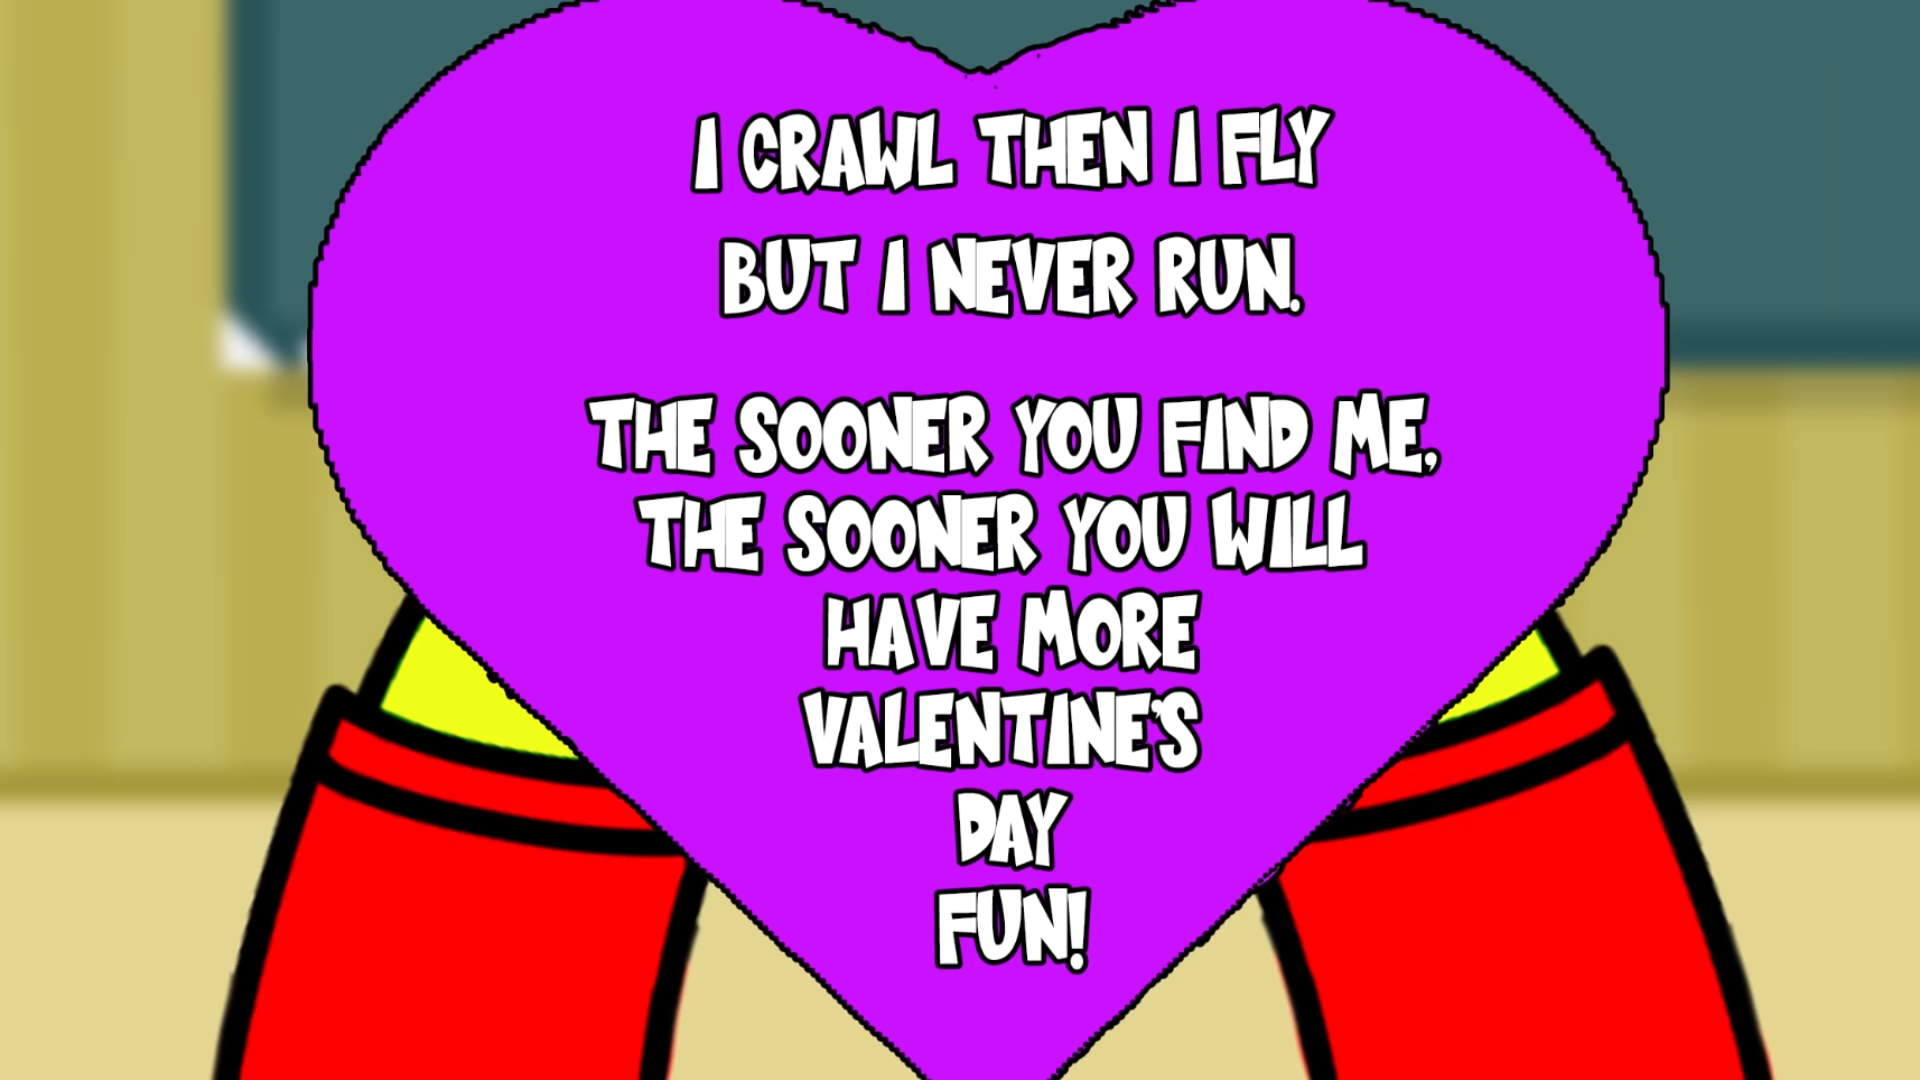 I CRAWL THEN I FLY
BUT I NEVER RUN.
THE SOONER YOU FIND ME,
THE SOONER YOU WILL
HAVE MORE
VALENTINE'S
DAY
FUN!